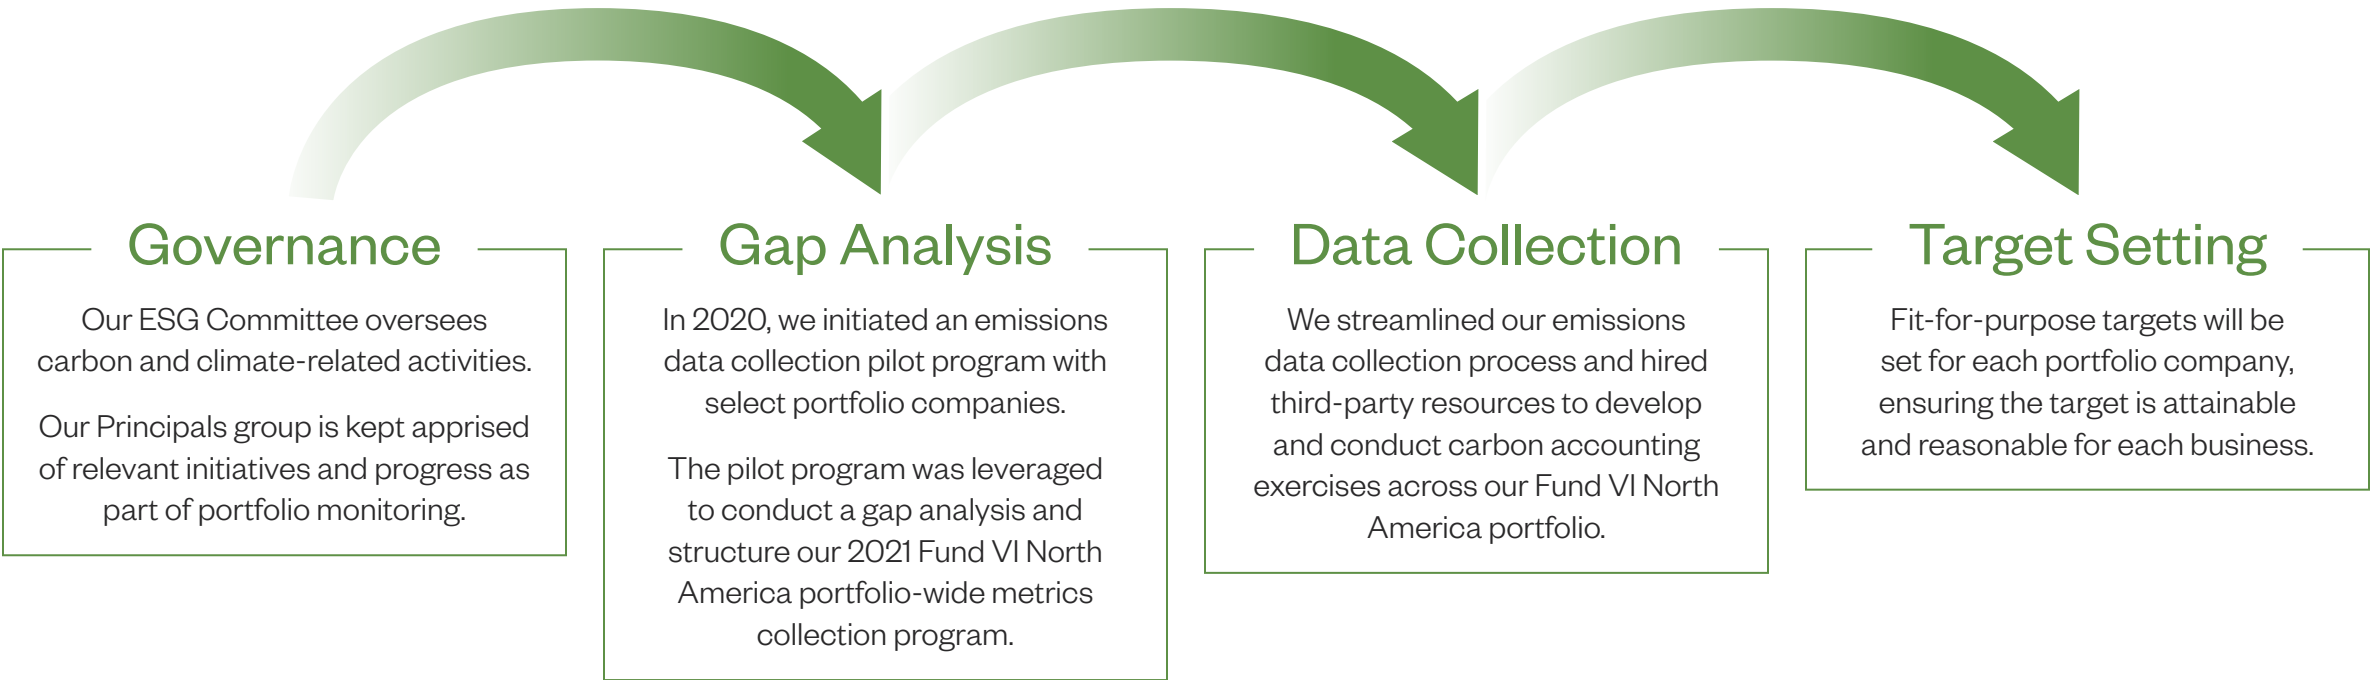 Governance
Our ESG Committee oversees
carbon and climate-related activities.
Our Principals group is kept apprised
of relevant initiatives and progress as
part of portfolio monitoring.
Gap Analysis
In 2020, we initiated an emissions
data collection pilot program with
select portfolio companies.
The pilot program was leveraged
to conduct a gap analysis and
structure our 2021 Fund VI North
America portfolio-wide metrics
collection program.
Data Collection
We streamlined our emissions
data collection process and hired
third-party resources to develop
and conduct carbon accounting
exercises across our Fund VI North
America portfolio.
Target Setting
Fit-for-purpose targets will be
set for each portfolio company,
ensuring the target is attainable
and reasonable for each business.